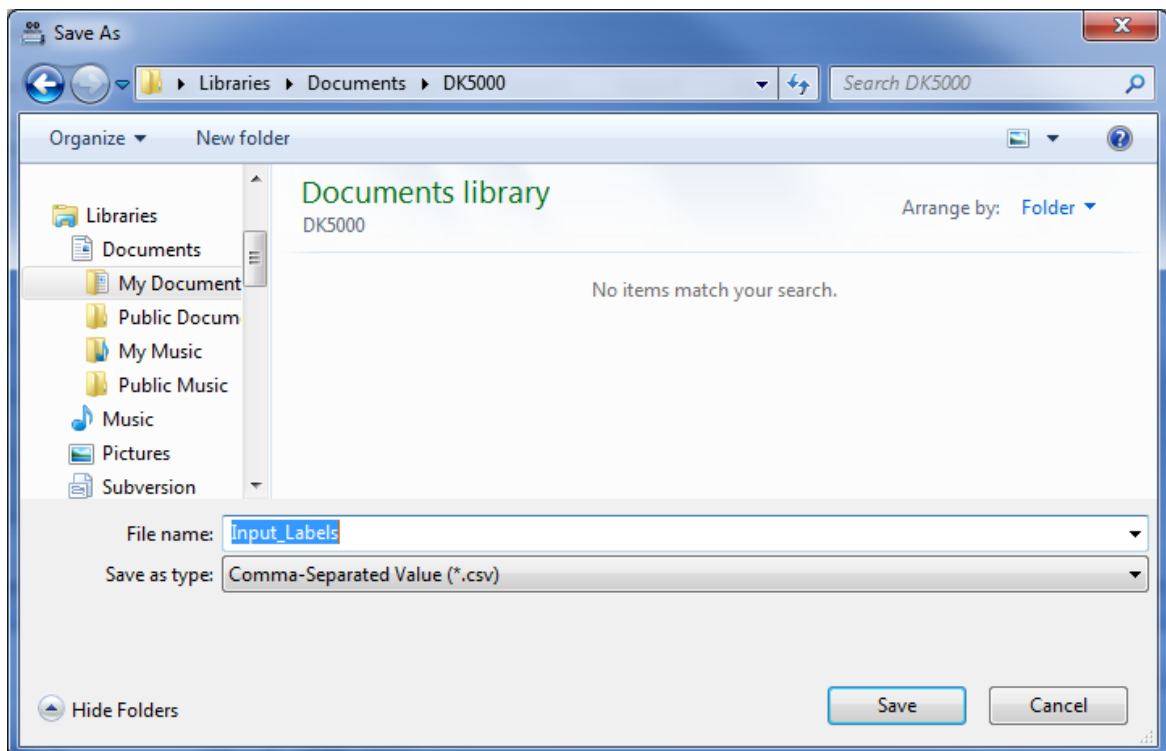 Save As
Libraries Documents DK5000
Search DK5000
Organize New folder
Documents library
DK5000
Arrange by: Folder
Libraries
Documents
My Document
Public Docum
My Music
Public Music
Music
Pictures
Subversion
No items match your search.
File name: Input_Labels
Save as type: Comma-Separated Value (*.csv)
Hide Folders
Save
Cancel